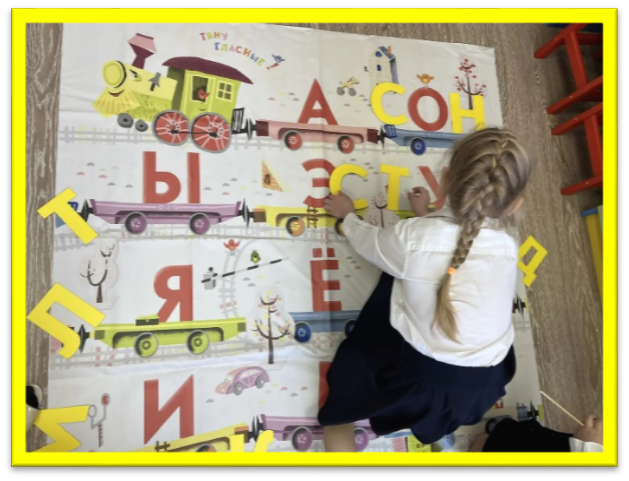 ТЯНУ
ГЛАСНЫЕ!
А СОН
Ы Э СТУ
Т
Д
Я Ё
Л
И